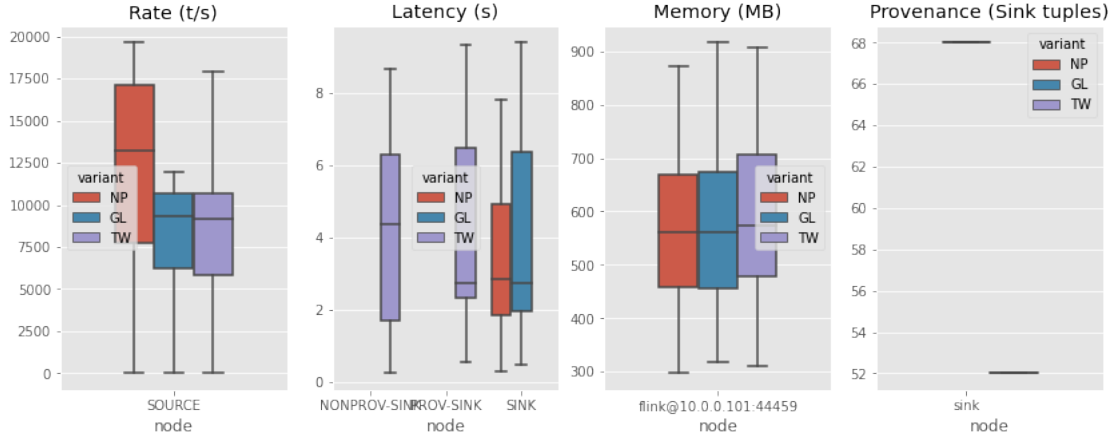 Rate (t/s)
20000
17500
15000
12500
10000
7500
5000
2500
0
variant
NP
GL
TW
SOURCE
node
Latency (s)
8
6
4
2
0
variant
NP
GL
TW
NONPROV-SINK
PROV-SINK
SINK
node
Memory (MB)
900
800
700
600
500
400
300
variant
NP
GL
TW
flink@10.0.0.101:44459
node
Provenance (Sink tuples)
68
66
64
62
60
58
56
54
52
variant
NP
GL
TW
sink
node